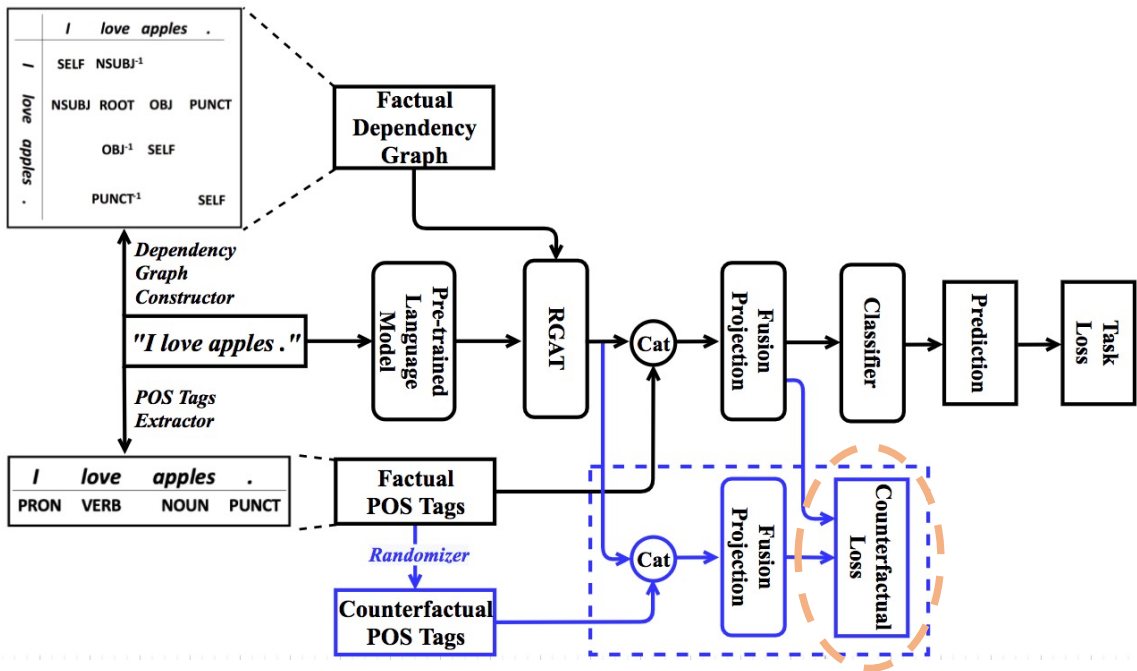 I love apples .
I love apples .
SELF NSUBJ-1
NSUBJ ROOT OBJ PUNCT
OBJ-1 SELF
PUNCT-1 SELF
Factual
Dependency
Graph
Dependency
Graph
Constructor
"I love apples ."
POS Tags
Extractor
Pre-trained
Language
Model
RGAT
Cat
Fusion
Projection
Classifier
Prediction
Task
Loss
I love apples .
PRON VERB NOUN PUNCT
Factual
POS Tags
Randomizer
Counterfactual
POS Tags
Cat
Fusion
Projection
Counterfactual
Loss